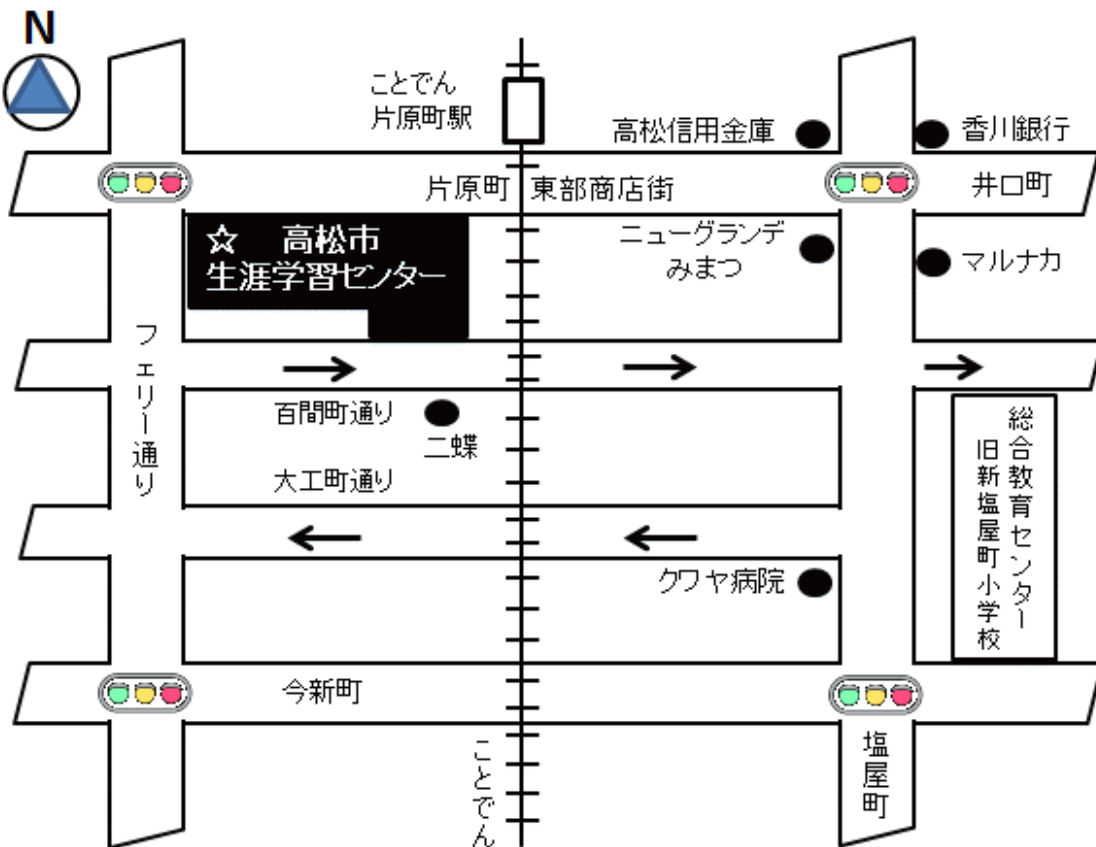 N
ことでん
片原町駅
高松信用金庫
香川銀行
片原町
東部商店街
井口町
☆ 高松市
生涯学習センター
ニューグランデ
みまつ
マルナカ
フェリー通り
百間町通り
二蝶
大工町通り
総合教育センター
旧新塩屋町小学校
クワヤ病院
今新町
ことでん
塩屋町